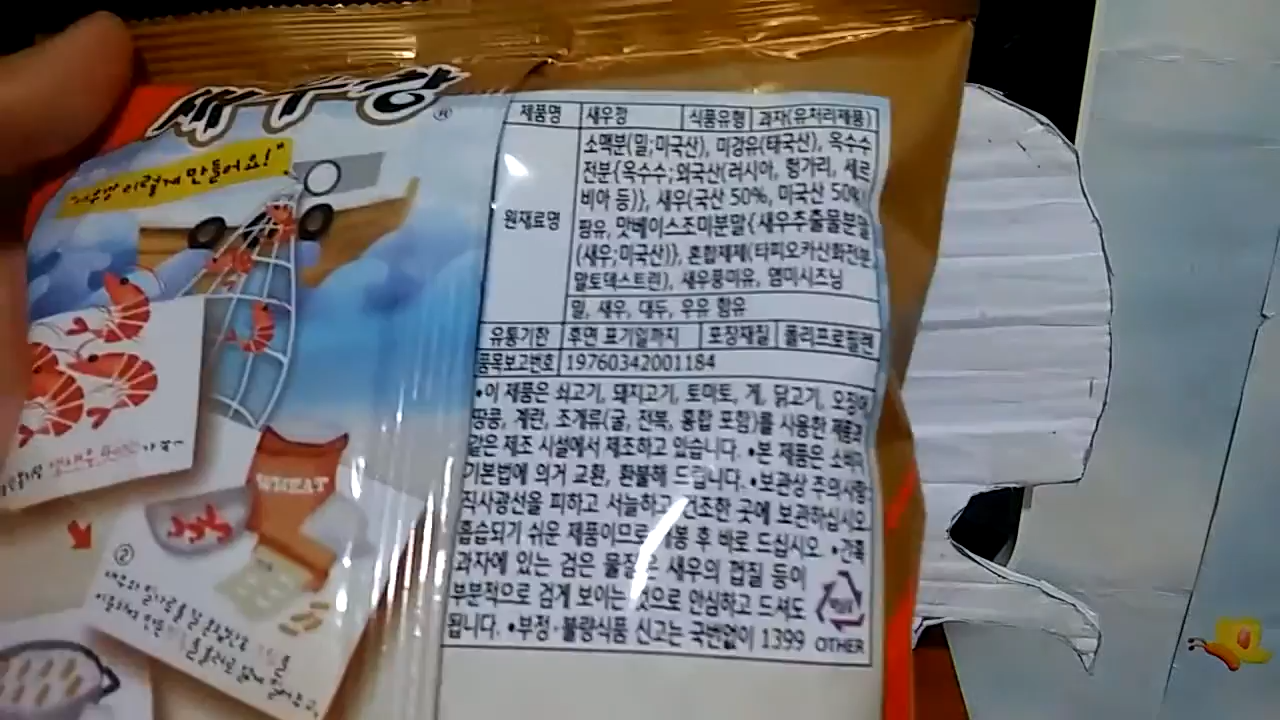 새우깡
"새우깡 이렇게 만들어요!"
WHEAT
②
제품명 새우깡 식품유형 과자(유처리제품)
원재료명
소맥분(밀;미국산), 미강유(태국산), 옥수수
전분{옥수수;외국산(러시아, 헝가리, 세르
비아 등)}, 새우(국산 50%, 미국산 50%)
팜유, 맛베이스조미분말{새우추출물분말
(새우;미국산)}, 혼합제제(타피오카산화전분,
말토덱스트린), 새우풍미유, 염미시즈닝
밀, 새우, 대두, 우유 함유
유통기한 후면 표기일까지 포장재질 폴리프로필렌
품목보고번호 19760342001184
•이 제품은 쇠고기, 돼지고기, 토마토, 게, 닭고기, 오징어,
땅콩, 계란, 조개류(굴, 전복, 홍합 포함)를 사용한 제품과
같은 제조 시설에서 제조하고 있습니다. •본 제품은 소비자
기본법에 의거 교환, 환불해 드립니다. •보관상 주의사항:
직사광선을 피하고 서늘하고 건조한 곳에 보관하십시오.
흡습되기 쉬운 제품이므로 개봉 후 바로 드십시오. •간혹
과자에 있는 검은 물질은 새우의 껍질 등이
부분적으로 검게 보이는 것으로 안심하고 드셔도
됩니다. •부정·불량식품 신고는 국번없이 1399
OTHER